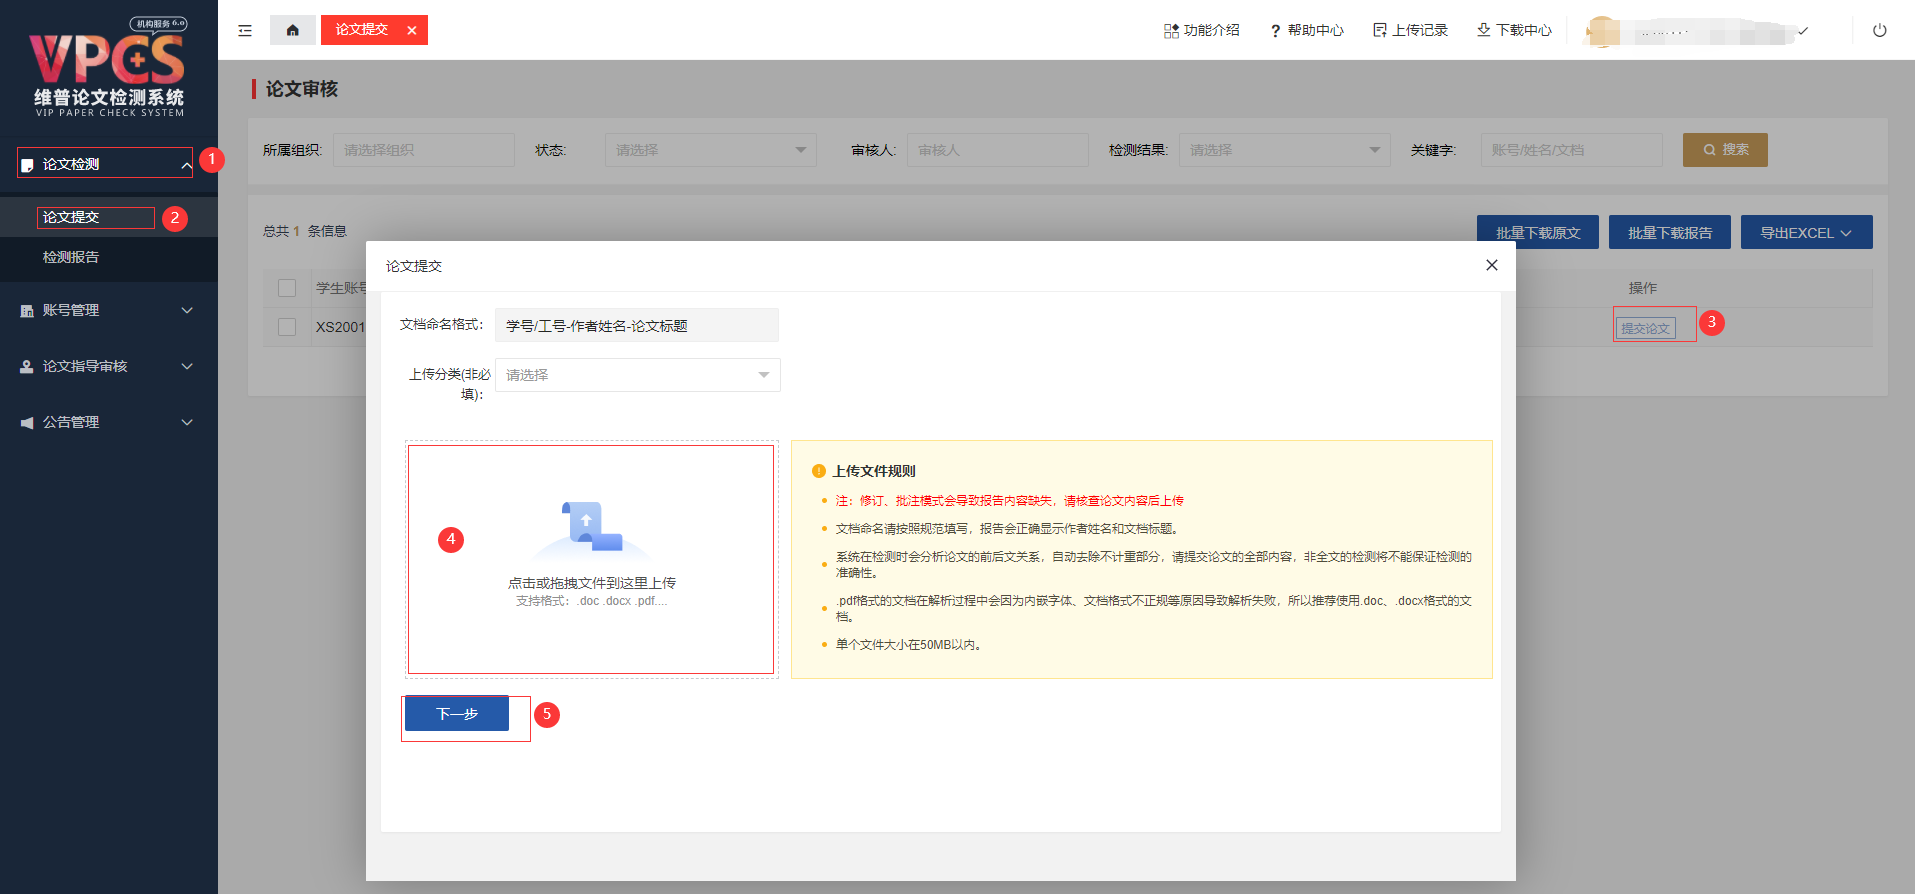 机构服务 6.0
VPCS
维普论文检测系统
VIP PAPER CHECK SYSTEM
论文检测
1
论文提交
2
检测报告
账号管理
论文指导审核
公告管理
论文提交
功能介绍
? 帮助中心
上传记录
下载中心
论文审核
所属组织: 请选择组织
状态: 请选择
审核人: 审核人
检测结果: 请选择
关键字: 账号/姓名/文档
搜索
总共 1 条信息
批量下载原文
批量下载报告
导出EXCEL
学生账号
操作
XS2001
提交论文
3
论文提交
文档命名格式: 学号/工号-作者姓名-论文标题
上传分类(非必
填): 请选择
4
点击或拖拽文件到这里上传
支持格式：.doc .docx .pdf....
上传文件规则
注：修订、批注模式会导致报告内容缺失，请核查论文内容后上传
文档命名请按照规范填写，报告会正确显示作者姓名和文档标题。
系统在检测时会分析论文的前后文关系，自动去除不计重部分，请提交论文的全部内容，非全文的检测将不能保证检测的
准确性。
.pdf格式的文档在解析过程中会因为内嵌字体、文档格式不正规等原因导致解析失败，所以推荐使用.doc、.docx格式的文
档。
单个文件大小在50MB以内。
下一步
5